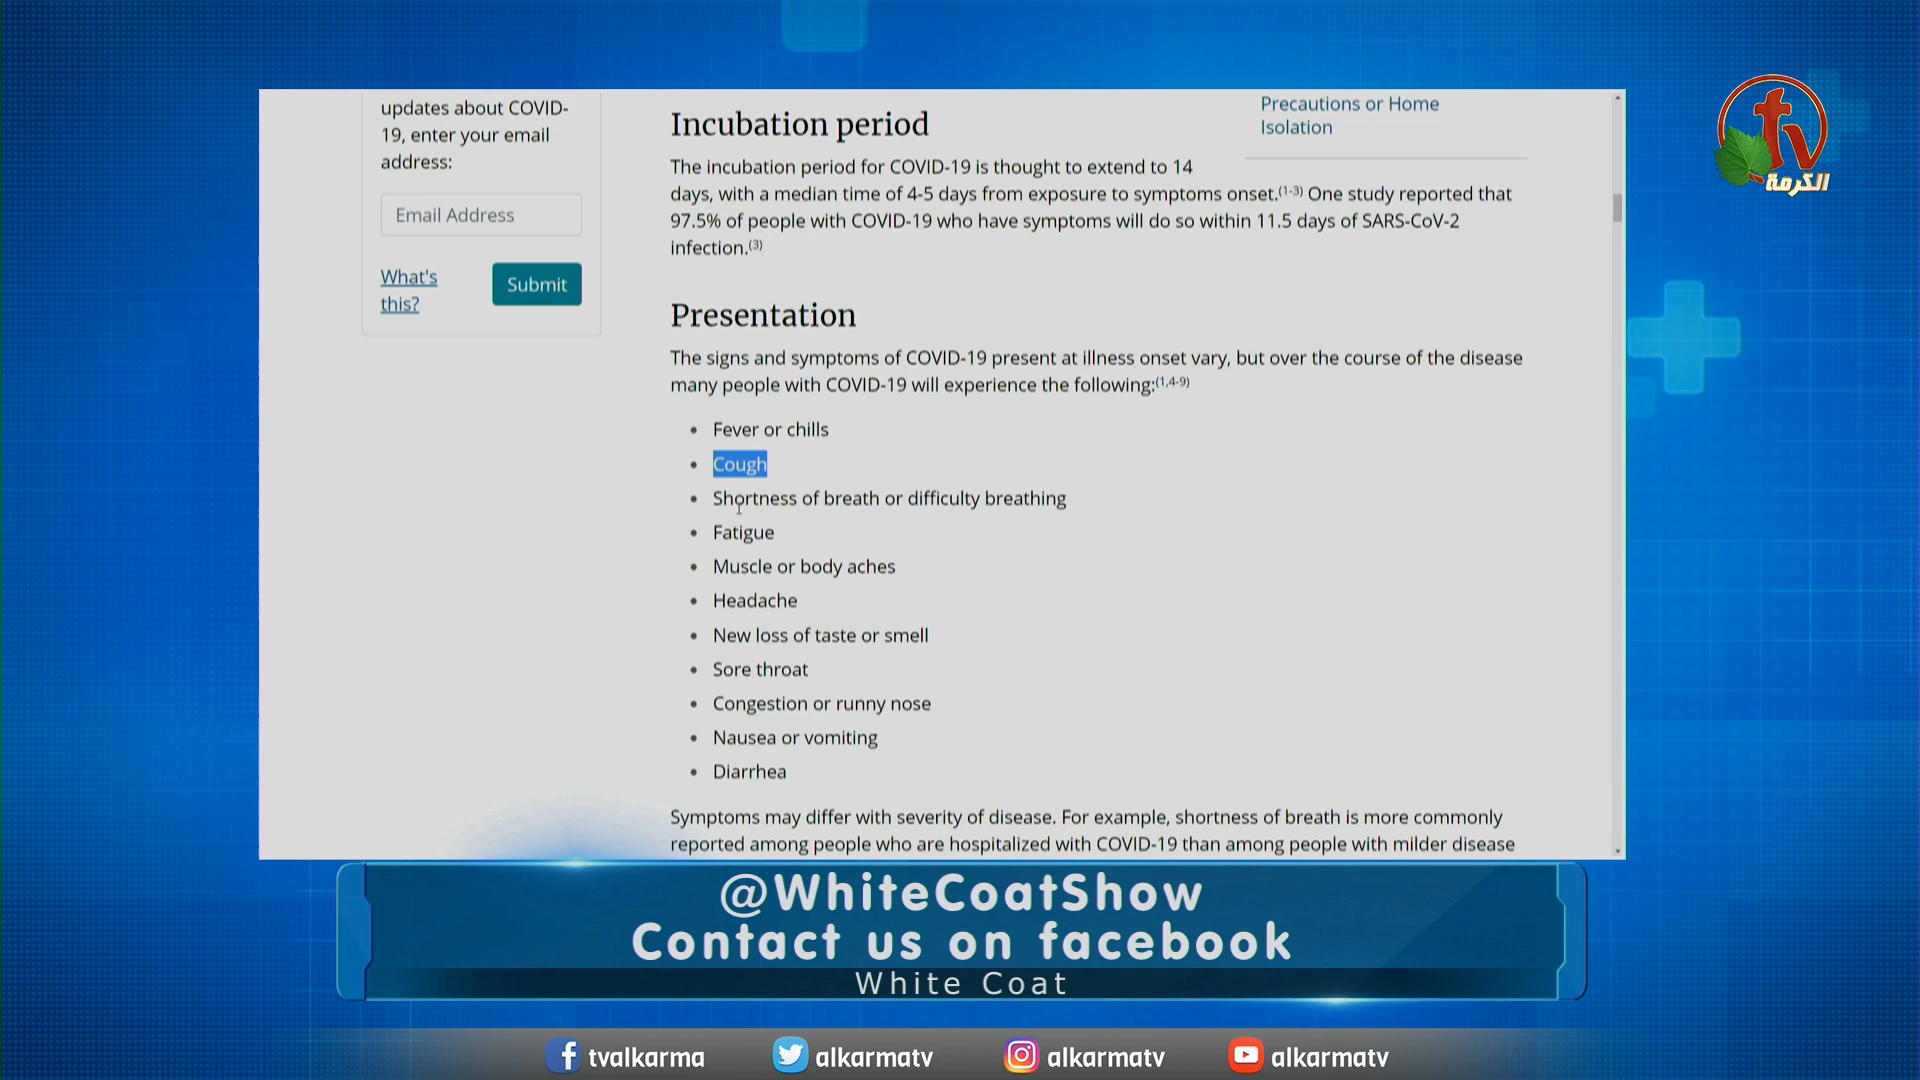 updates about COVID-
19, enter your email
address:
Email Address
What's
this?
Submit
Incubation period
The incubation period for COVID-19 is thought to extend to 14
days, with a median time of 4-5 days from exposure to symptoms onset.(1-3) One study reported that
97.5% of people with COVID-19 who have symptoms will do so within 11.5 days of SARS-CoV-2
infection.(3)
Precautions or Home
Isolation
Presentation
The signs and symptoms of COVID-19 present at illness onset vary, but over the course of the disease
many people with COVID-19 will experience the following:(1,4-9)
• Fever or chills
• Cough
• Shortness of breath or difficulty breathing
• Fatigue
• Muscle or body aches
• Headache
• New loss of taste or smell
• Sore throat
• Congestion or runny nose
• Nausea or vomiting
• Diarrhea
Symptoms may differ with severity of disease. For example, shortness of breath is more commonly
reported among people who are hospitalized with COVID-19 than among people with milder disease
tv
الكرمة
@WhiteCoatShow
Contact us on facebook
White Coat
tvalkarma
alkarmatv
alkarmatv
alkarmatv